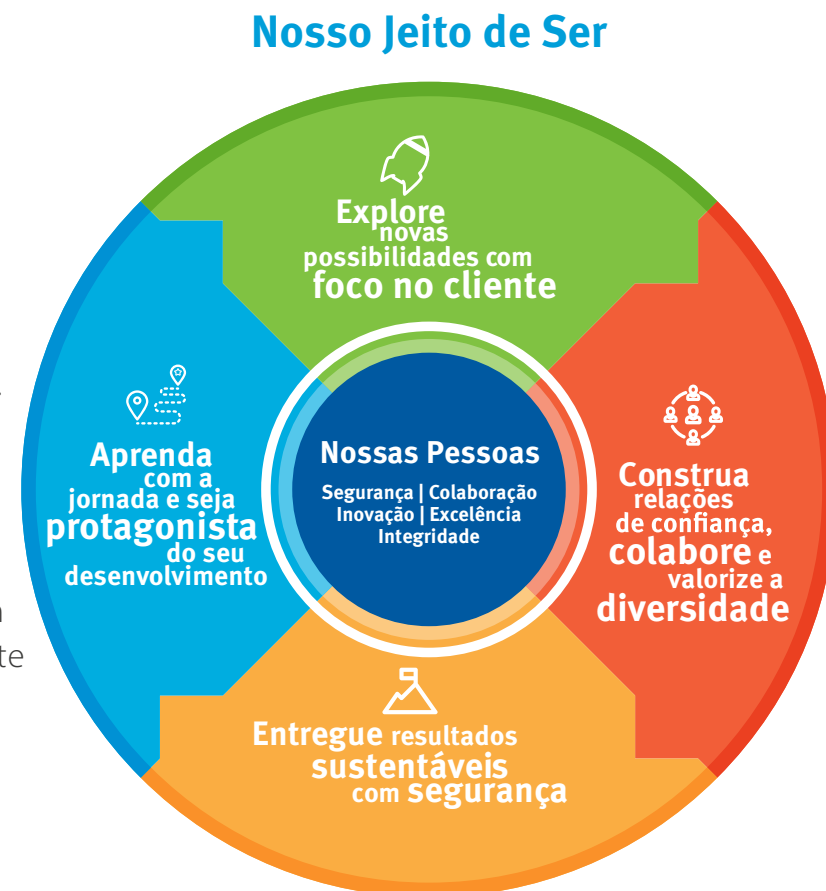 Nosso Jeito de Ser
Explore
novas
possibilidades com
foco no cliente
Aprenda
com a
jornada e seja
protagonista
do seu
desenvolvimento
Nossas Pessoas
Segurança | Colaboração
Inovação | Excelência
Integridade
Construa
relações
de confiança,
colabore e
valorize a
diversidade
Entregue resultados
sustentáveis
com segurança